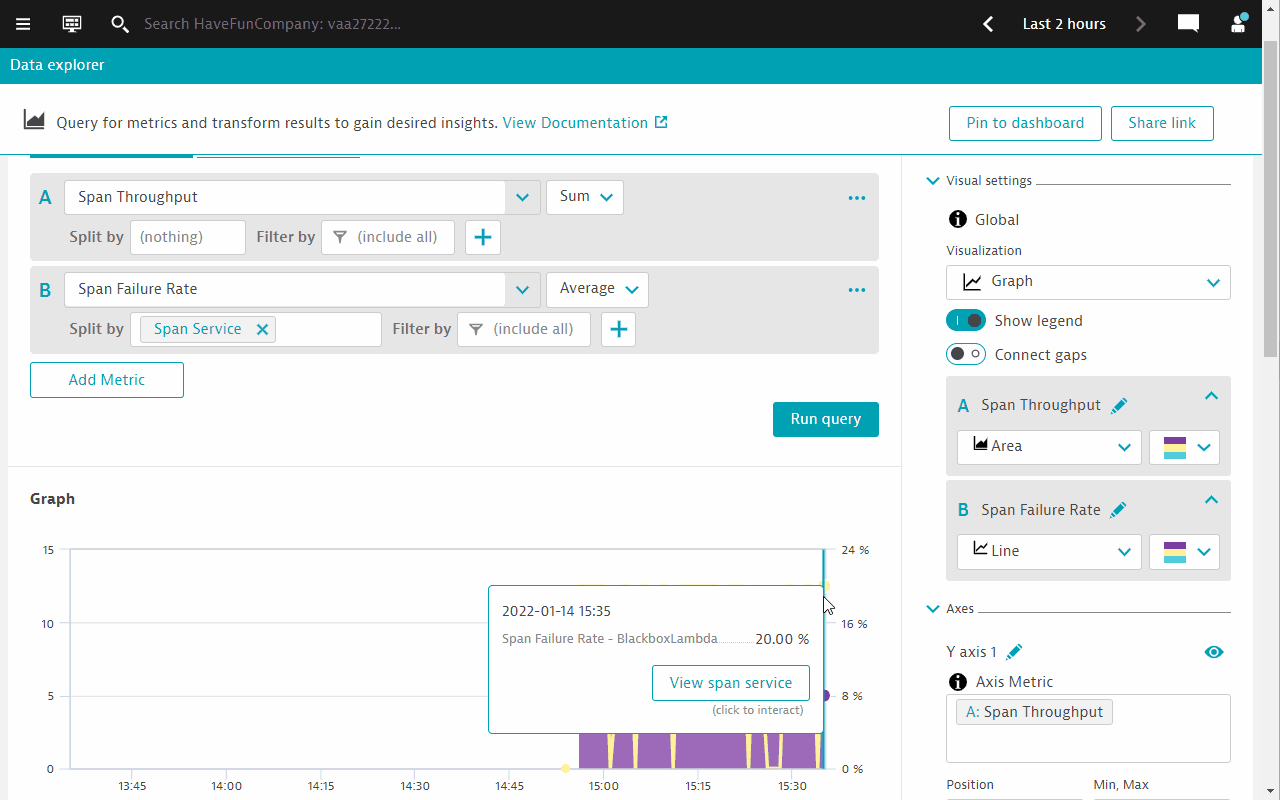 Search HaveFunCompany: vaa27222...
Last 2 hours
Data explorer
Query for metrics and transform results to gain desired insights. View Documentation
Pin to dashboard
Share link
A
Span Throughput
Sum
Split by
(nothing)
Filter by
(include all)
B
Span Failure Rate
Average
Split by
Span Service
Filter by
(include all)
Add Metric
Run query
Graph
15
10
5
0
24 %
16 %
8 %
0 %
2022-01-14 15:35
Span Failure Rate - BlackboxLambda
20.00 %
View span service
(click to interact)
13:45
14:00
14:15
14:30
14:45
15:00
15:15
15:30
Visual settings
Global
Visualization
Graph
Show legend
Connect gaps
A Span Throughput
Area
B Span Failure Rate
Line
Axes
Y axis 1
Axis Metric
A: Span Throughput
Position
Min, Max